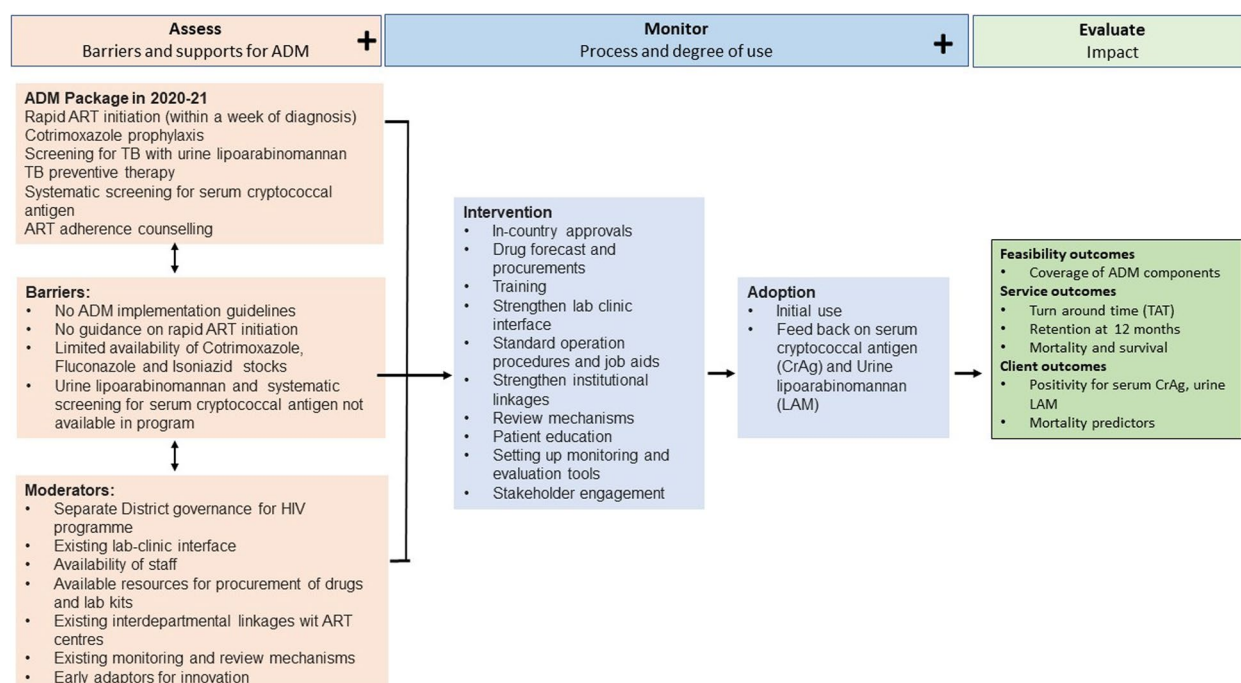 Assess
Barriers and supports for ADM
+
Monitor
Process and degree of use
+
Evaluate
Impact
ADM Package in 2020-21
Rapid ART initiation (within a week of diagnosis)
Cotrimoxazole prophylaxis
Screening for TB with urine lipoarabinomannan
TB preventive therapy
Systematic screening for serum cryptococcal
antigen
ART adherence counselling
Barriers:
• No ADM implementation guidelines
• No guidance on rapid ART initiation
• Limited availability of Cotrimoxazole,
Fluconazole and Isoniazid stocks
• Urine lipoarabinomannan and systematic
screening for serum cryptococcal antigen not
available in program
Moderators:
• Separate District governance for HIV
programme
• Existing lab-clinic interface
• Availability of staff
• Available resources for procurement of drugs
and lab kits
• Existing interdepartmental linkages wit ART
centres
• Existing monitoring and review mechanisms
• Early adaptors for innovation
Intervention
• In-country approvals
• Drug forecast and
procurements
• Training
• Strengthen lab clinic
interface
• Standard operation
procedures and job aids
• Strengthen institutional
linkages
• Review mechanisms
• Patient education
• Setting up monitoring and
evaluation tools
• Stakeholder engagement
Adoption
• Initial use
• Feed back on serum
cryptococcal antigen
(CrAg) and Urine
lipoarabinomannan
(LAM)
Feasibility outcomes
• Coverage of ADM components
Service outcomes
• Turn around time (TAT)
• Retention at 12 months
• Mortality and survival
Client outcomes
• Positivity for serum CrAg, urine
LAM
• Mortality predictors